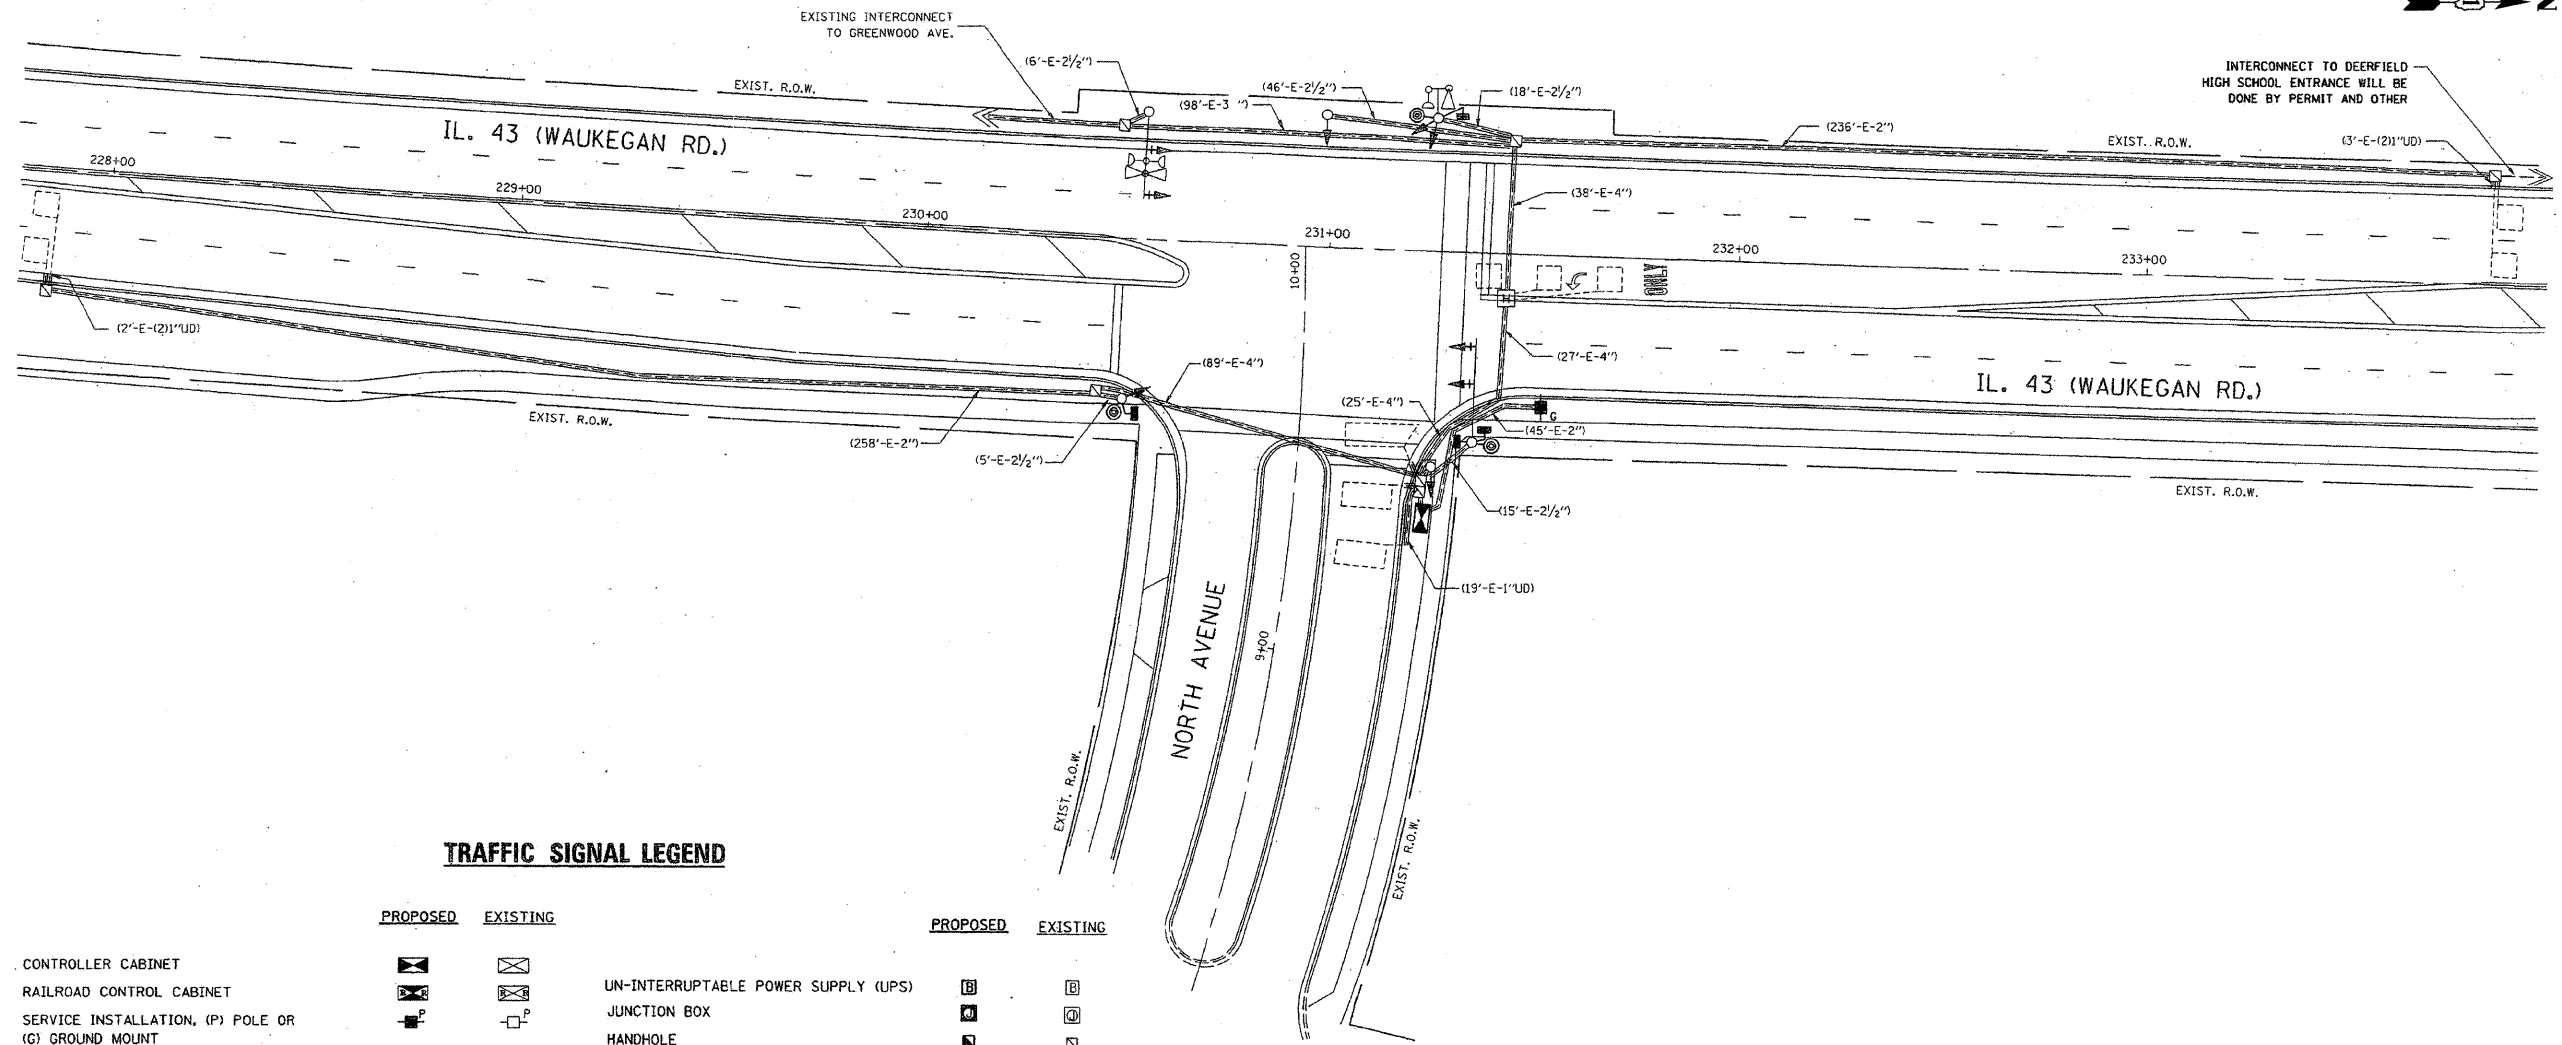 EXISTING INTERCONNECT
TO GREENWOOD AVE.
(6'-E-2½")
EXIST. R.O.W.
(98'-E-3 ")
(46'-E-2½")
(18'-E-2½")
(236'-E-2")
INTERCONNECT TO DEERFIELD
HIGH SCHOOL ENTRANCE WILL BE
DONE BY PERMIT AND OTHER
EXIST. R.O.W.
(3'-E-(2)1"UD)
N
IL. 43 (WAUKEGAN RD.)
228+00
229+00
230+00
231+00
232+00
233+00
(38'-E-4")
10+00
ONLY
H
(2'-E-(2)1"UD)
(27'-E-4")
(89'-E-4")
IL. 43 (WAUKEGAN RD.)
EXIST. R.O.W.
(258'-E-2")
(5'-E-2½")
(25'-E-4")
G
(45'-E-2")
EXIST. R.O.W.
(15'-E-2½")
(19'-E-1"UD)
NORTH AVENUE
9+00
EXIST. R.O.W.
EXIST. R.O.W.
TRAFFIC SIGNAL LEGEND
PROPOSED EXISTING
CONTROLLER CABINET
RAILROAD CONTROL CABINET R R R R
SERVICE INSTALLATION, (P) POLE OR P P
(G) GROUND MOUNT
PROPOSED EXISTING
UN-INTERRUPTABLE POWER SUPPLY (UPS) B B
JUNCTION BOX J J
HANDHOLE